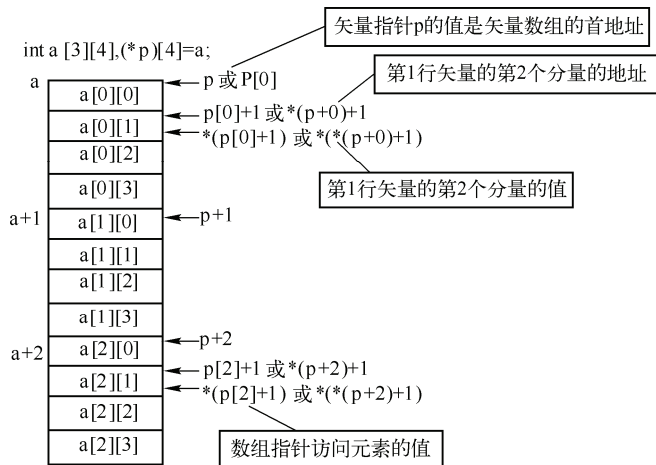 矢量指针p的值是矢量数组的首地址
int a [3][4],(*p)[4]=a;
a
p 或 P[0]
a[0][0]
第1行矢量的第2个分量的地址
p[0]+1 或 *(p+0)+1
a[0][1]
*(p[0]+1) 或 *(*(p+0)+1)
a[0][2]
a[0][3]
第1行矢量的第2个分量的值
a+1
a[1][0]
p+1
a[1][1]
a[1][2]
a[1][3]
p+2
a+2
a[2][0]
p[2]+1 或 *(p+2)+1
a[2][1]
*(p[2]+1) 或 *(*(p+2)+1)
a[2][2]
a[2][3]
数组指针访问元素的值